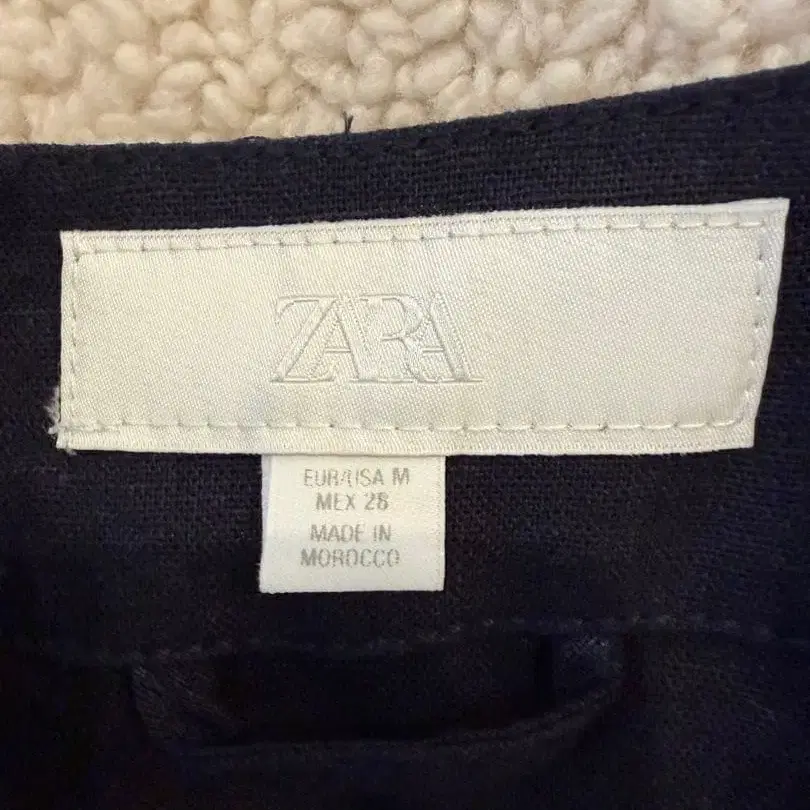 ZARA
EUR/USA M
MEX 28
MADE IN
MOROCCO